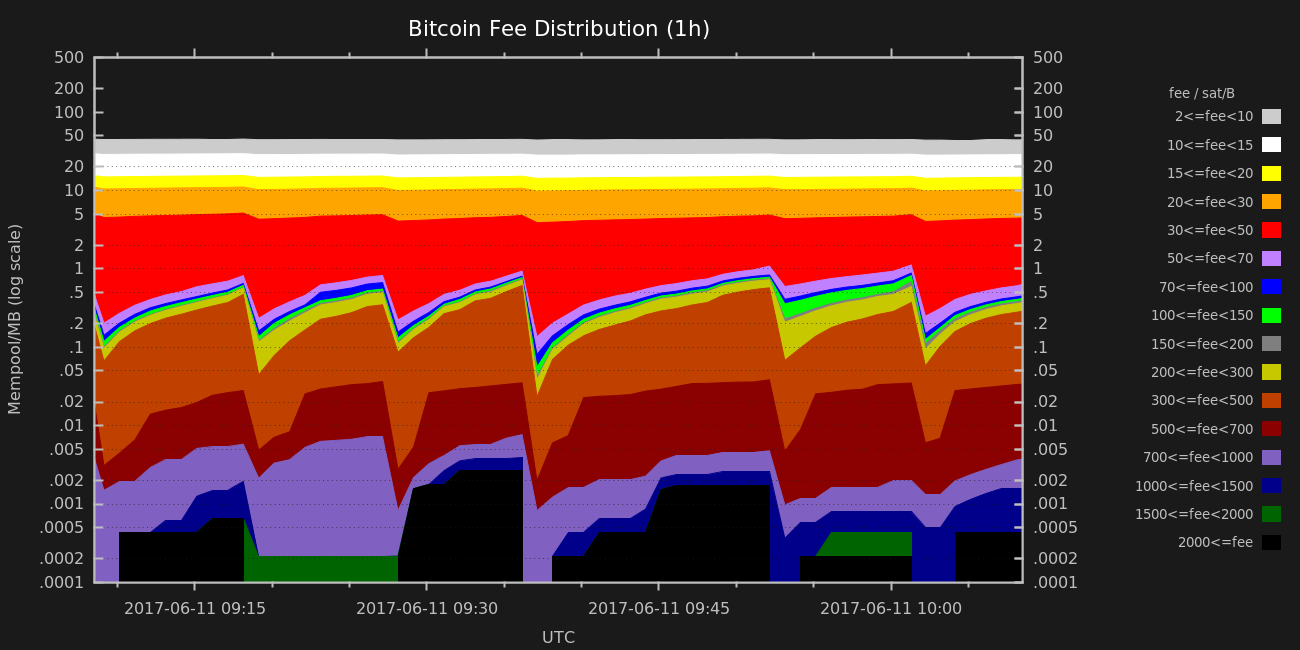 Bitcoin Fee Distribution (1h)
500
200
100
50
20
10
5
2
1
.5
.2
.1
.05
.02
.01
.005
.002
.001
.0005
.0002
.0001
Mempool/MB (log scale)
500
200
100
50
20
10
5
2
1
.5
.2
.1
.05
.02
.01
.005
.002
.001
.0005
.0002
.0001
2017-06-11 09:15
2017-06-11 09:30
2017-06-11 09:45
2017-06-11 10:00
UTC
fee / sat/B
2<=fee<10
10<=fee<15
15<=fee<20
20<=fee<30
30<=fee<50
50<=fee<70
70<=fee<100
100<=fee<150
150<=fee<200
200<=fee<300
300<=fee<500
500<=fee<700
700<=fee<1000
1000<=fee<1500
1500<=fee<2000
2000<=fee